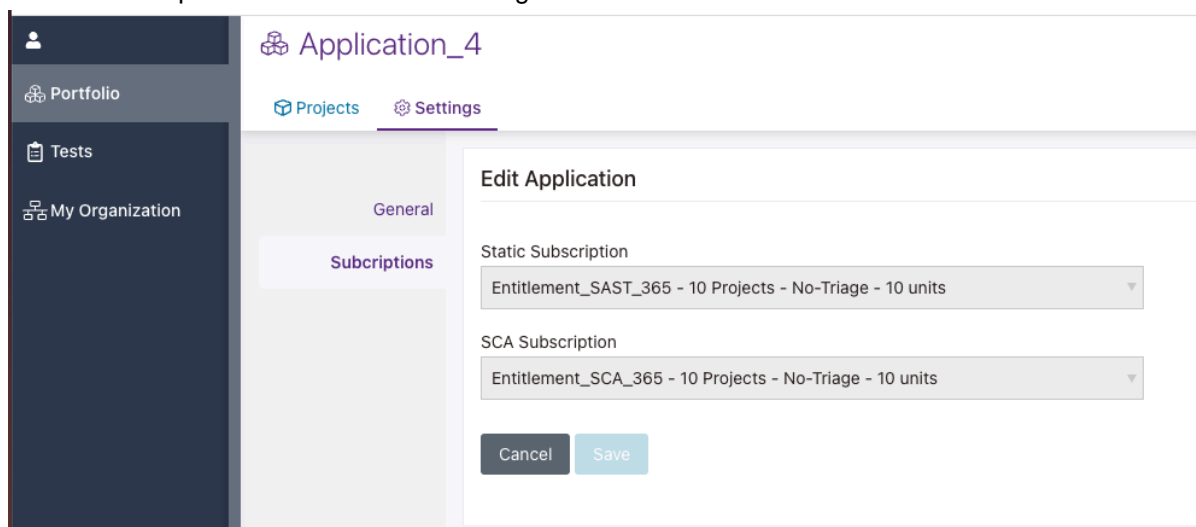 Application_4
Portfolio
Projects
Settings
Tests
My Organization
General
Subcriptions
Edit Application
Static Subscription
Entitlement_SAST_365 - 10 Projects - No-Triage - 10 units
SCA Subscription
Entitlement_SCA_365 - 10 Projects - No-Triage - 10 units
Cancel
Save